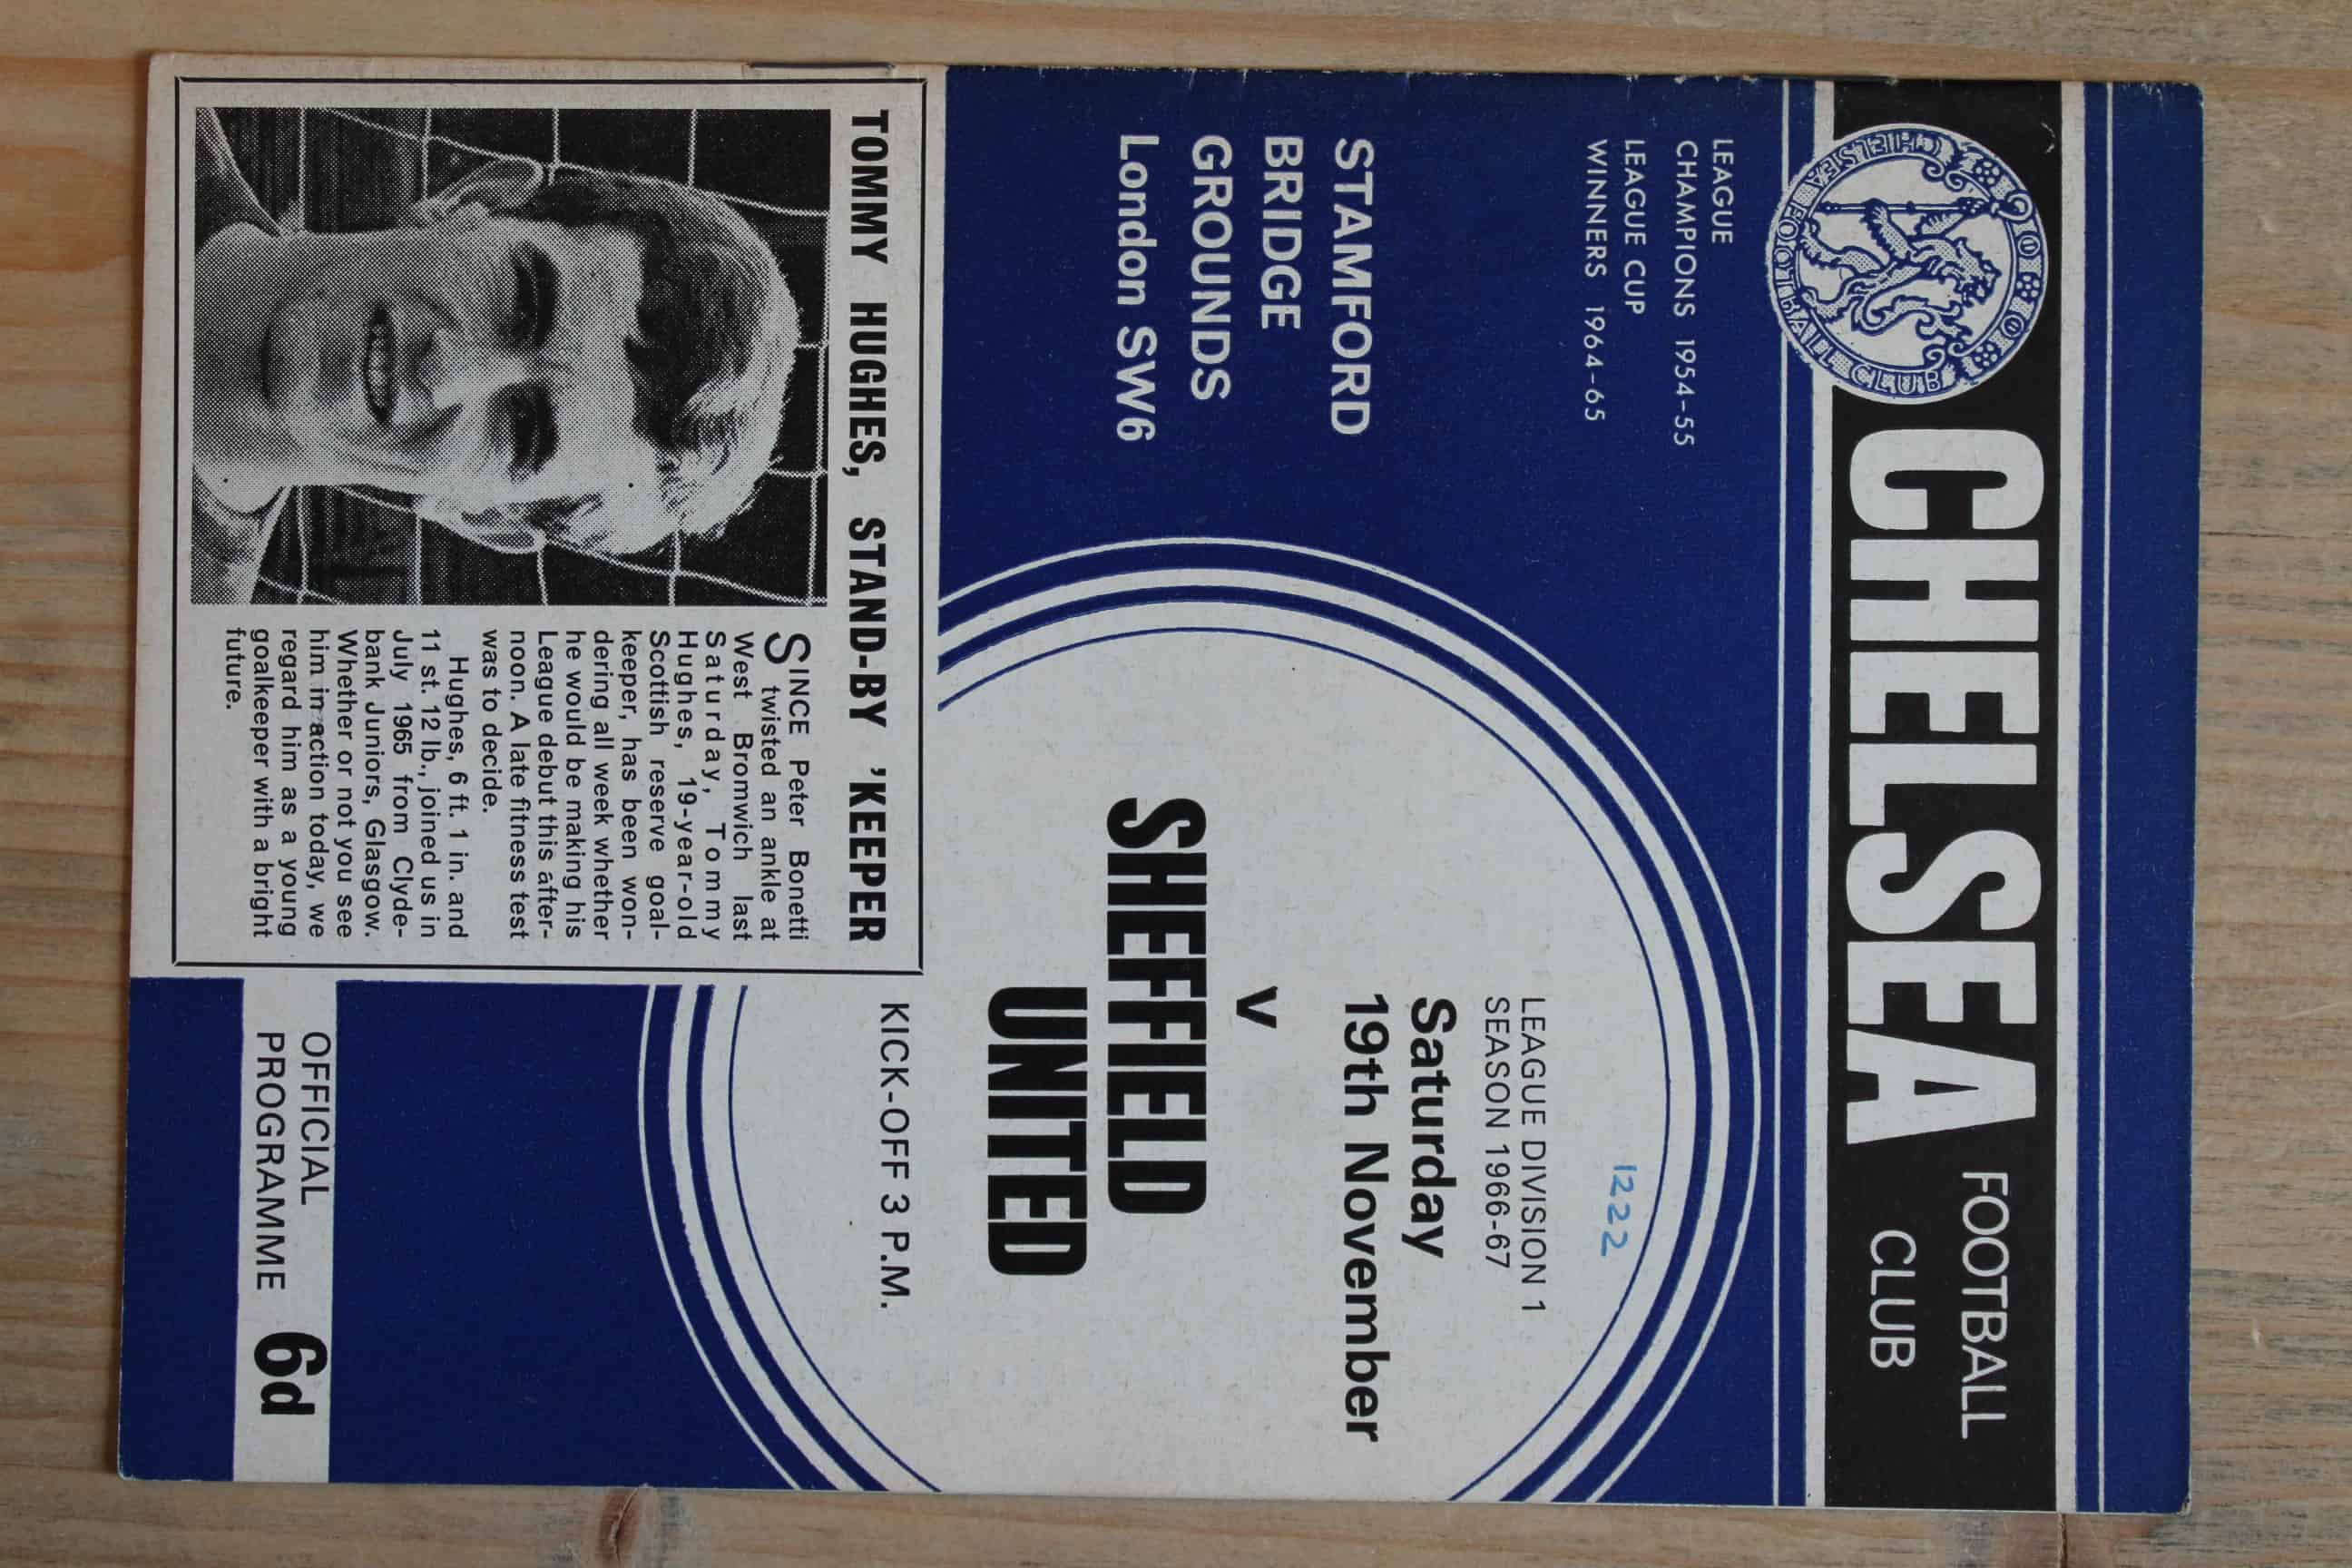 CHELSEA FOOTBALL CLUB
CHELSEA FOOTBALL CLUB
LEAGUE
CHAMPIONS 1954-55
LEAGUE CUP
WINNERS 1964-65
STAMFORD
BRIDGE
GROUNDS
London SW6
1222
LEAGUE DIVISION 1
SEASON 1966-67
Saturday
19th November
v
SHEFFIELD
UNITED
KICK-OFF 3 P.M.
TOMMY HUGHES, STAND-BY 'KEEPER
SINCE Peter Bonetti
twisted an ankle at
West Bromwich last
Saturday, Tommy
Hughes, 19-year-old
Scottish reserve goal-
keeper, has been won-
dering all week whether
he would be making his
League debut this after-
noon. A late fitness test
was to decide.
Hughes, 6 ft. 1 in. and
11 st. 12 lb., joined us in
July 1965 from Clyde-
bank Juniors, Glasgow.
Whether or not you see
him in action today, we
regard him as a young
goalkeeper with a bright
future.
OFFICIAL
PROGRAMME 6d